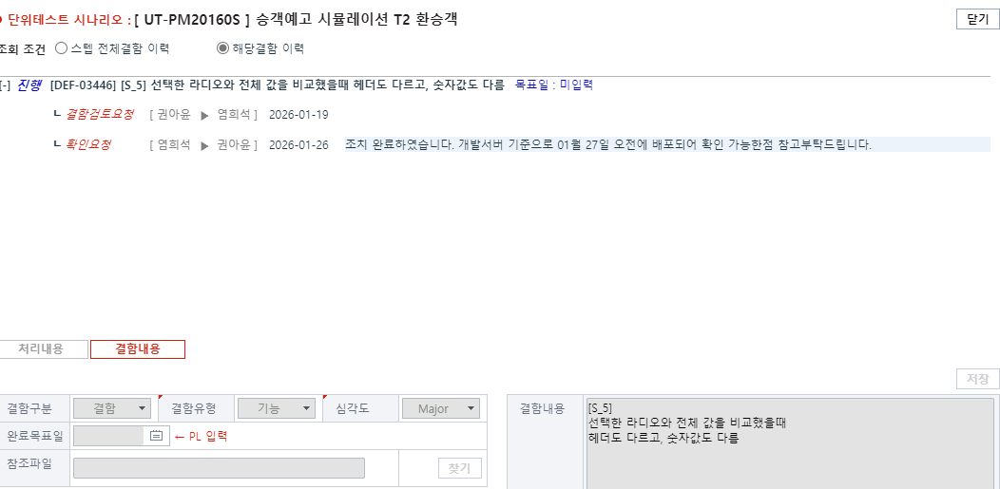 단위테스트 시나리오 : [ UT-PM20160S ] 승객예고 시뮬레이션 T2 환승객
닫기
조회 조건 스텝 전체결함 이력 해당결함 이력
[-] 진행 [DEF-03446] [S_5] 선택한 라디오와 전체 값을 비교했을때 헤더도 다르고, 숫자값도 다름 목표일 : 미입력
ㄴ 결함검토요청 [ 권아윤 ▶ 염희석 ] 2026-01-19
ㄴ 확인요청 [ 염희석 ▶ 권아윤 ] 2026-01-26 조치 완료하였습니다. 개발서버 기준으로 01월 27일 오전에 배포되어 확인 가능한점 참고부탁드립니다.
처리내용 결함내용
저장
결함구분 결함 결함유형 기능 심각도 Major
완료목표일 ← PL 입력
참조파일 찾기
결함내용
[S_5]
선택한 라디오와 전체 값을 비교했을때
헤더도 다르고, 숫자값도 다름